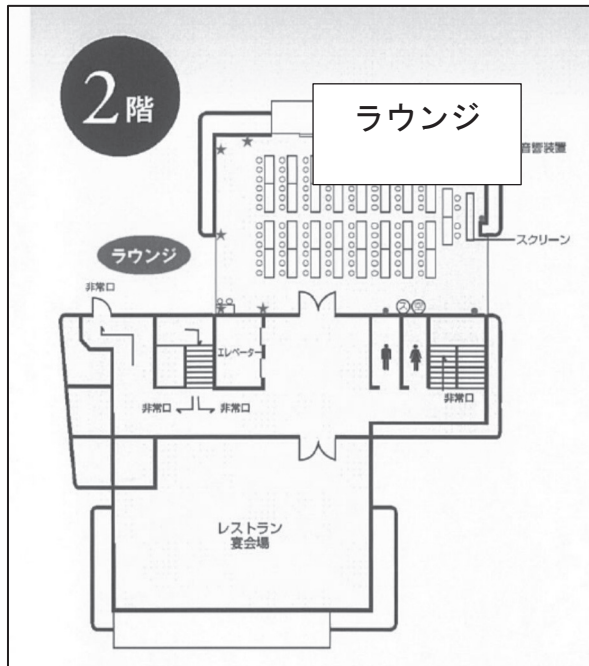 2階
ラウンジ
音響装置
スクリーン
ラウンジ
非常口
ス
空
エレベーター
非常口
非常口
非常口
レストラン
宴会場